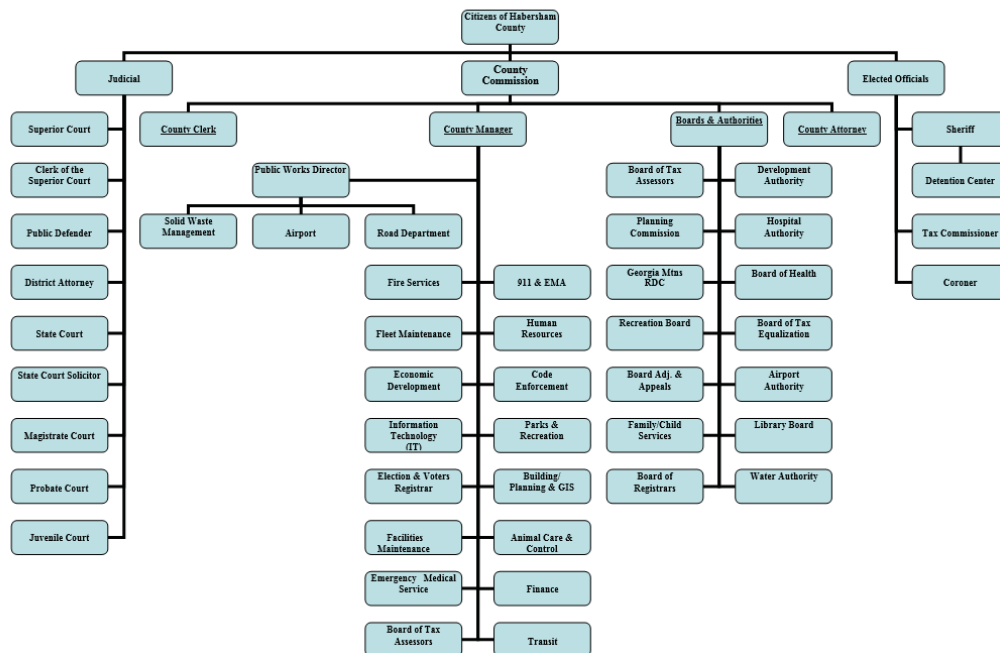 Citizens of Habersham
County
Judicial
County
Commission
Elected Officials
Superior Court
County Clerk
County Manager
Boards & Authorities
County Attorney
Sheriff
Clerk of the
Superior Court
Public Works Director
Board of Tax
Assessors
Development
Authority
Detention Center
Public Defender
Solid Waste
Management
Airport
Road Department
Planning
Commission
Hospital
Authority
Tax Commissioner
District Attorney
Fire Services
911 & EMA
Georgia Mtns
RDC
Board of Health
Coroner
State Court
Fleet Maintenance
Human
Resources
Recreation Board
Board of Tax
Equalization
State Court Solicitor
Economic
Development
Code
Enforcement
Board Adj. &
Appeals
Airport
Authority
Magistrate Court
Information
Technology
(IT)
Parks &
Recreation
Family/Child
Services
Library Board
Probate Court
Election & Voters
Registrar
Building/
Planning & GIS
Board of
Registrars
Water Authority
Juvenile Court
Facilities
Maintenance
Animal Care &
Control
Emergency Medical
Service
Finance
Board of Tax
Assessors
Transit